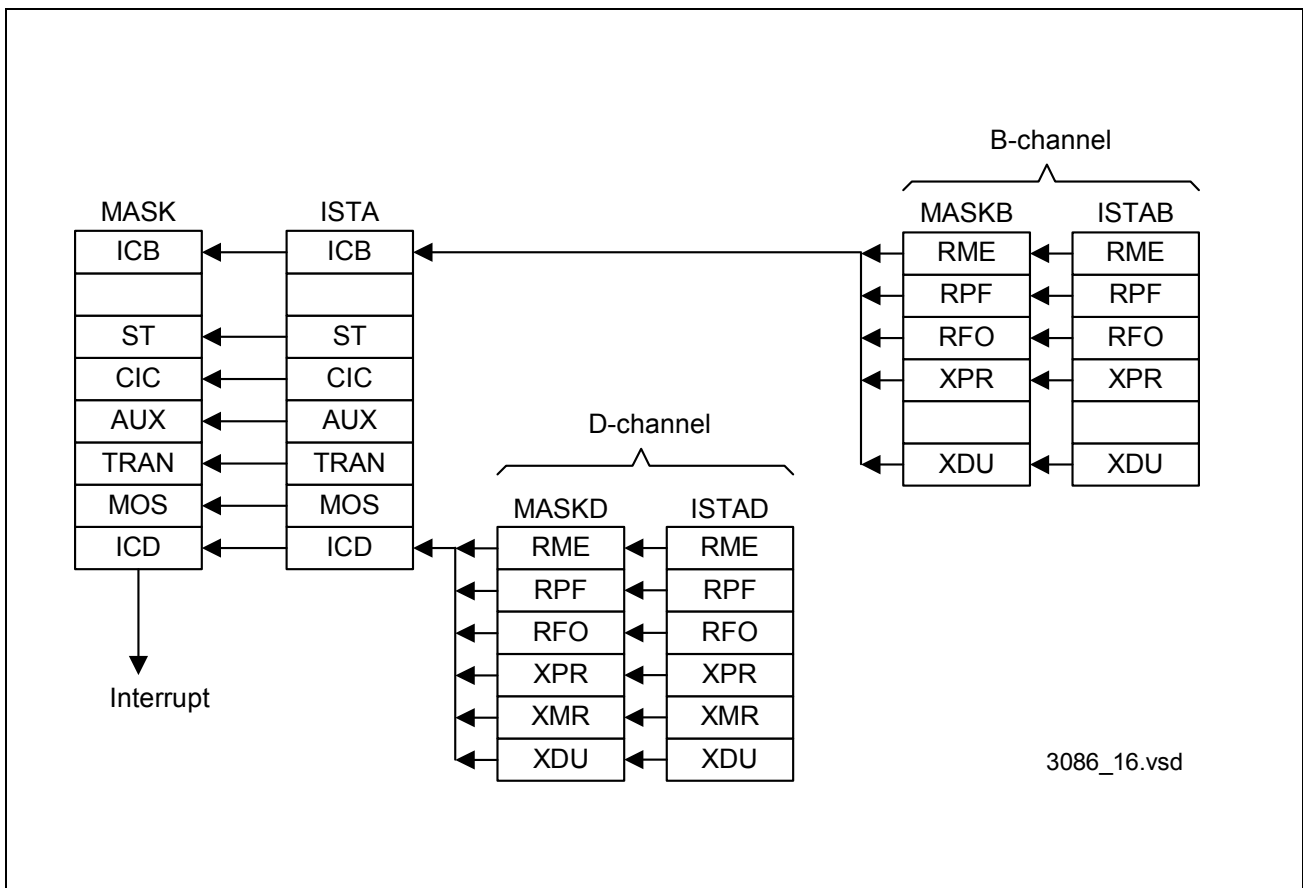 B-channel
MASK ISTA MASKB ISTAB
ICB ICB RME RME
RPF RPF
ST ST RFO RFO
CIC CIC XPR XPR
AUX AUX
D-channel
TRAN TRAN XDU XDU
MOS MOS MASKD ISTAD
ICD ICD RME RME
RPF RPF
RFO RFO
XPR XPR
Interrupt
XMR XMR
XDU XDU
3086_16.vsd